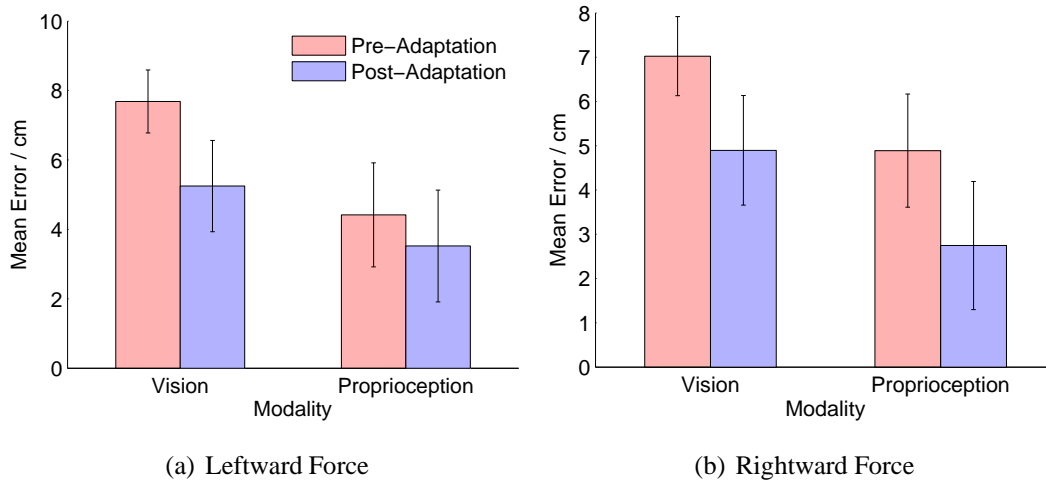 10
8
6
4
2
0
Mean Error / cm
Pre-Adaptation
Post-Adaptation
Vision
Proprioception
Modality
(a) Leftward Force
8
7
6
5
4
3
2
1
0
Mean Error / cm
Vision
Proprioception
Modality
(b) Rightward Force